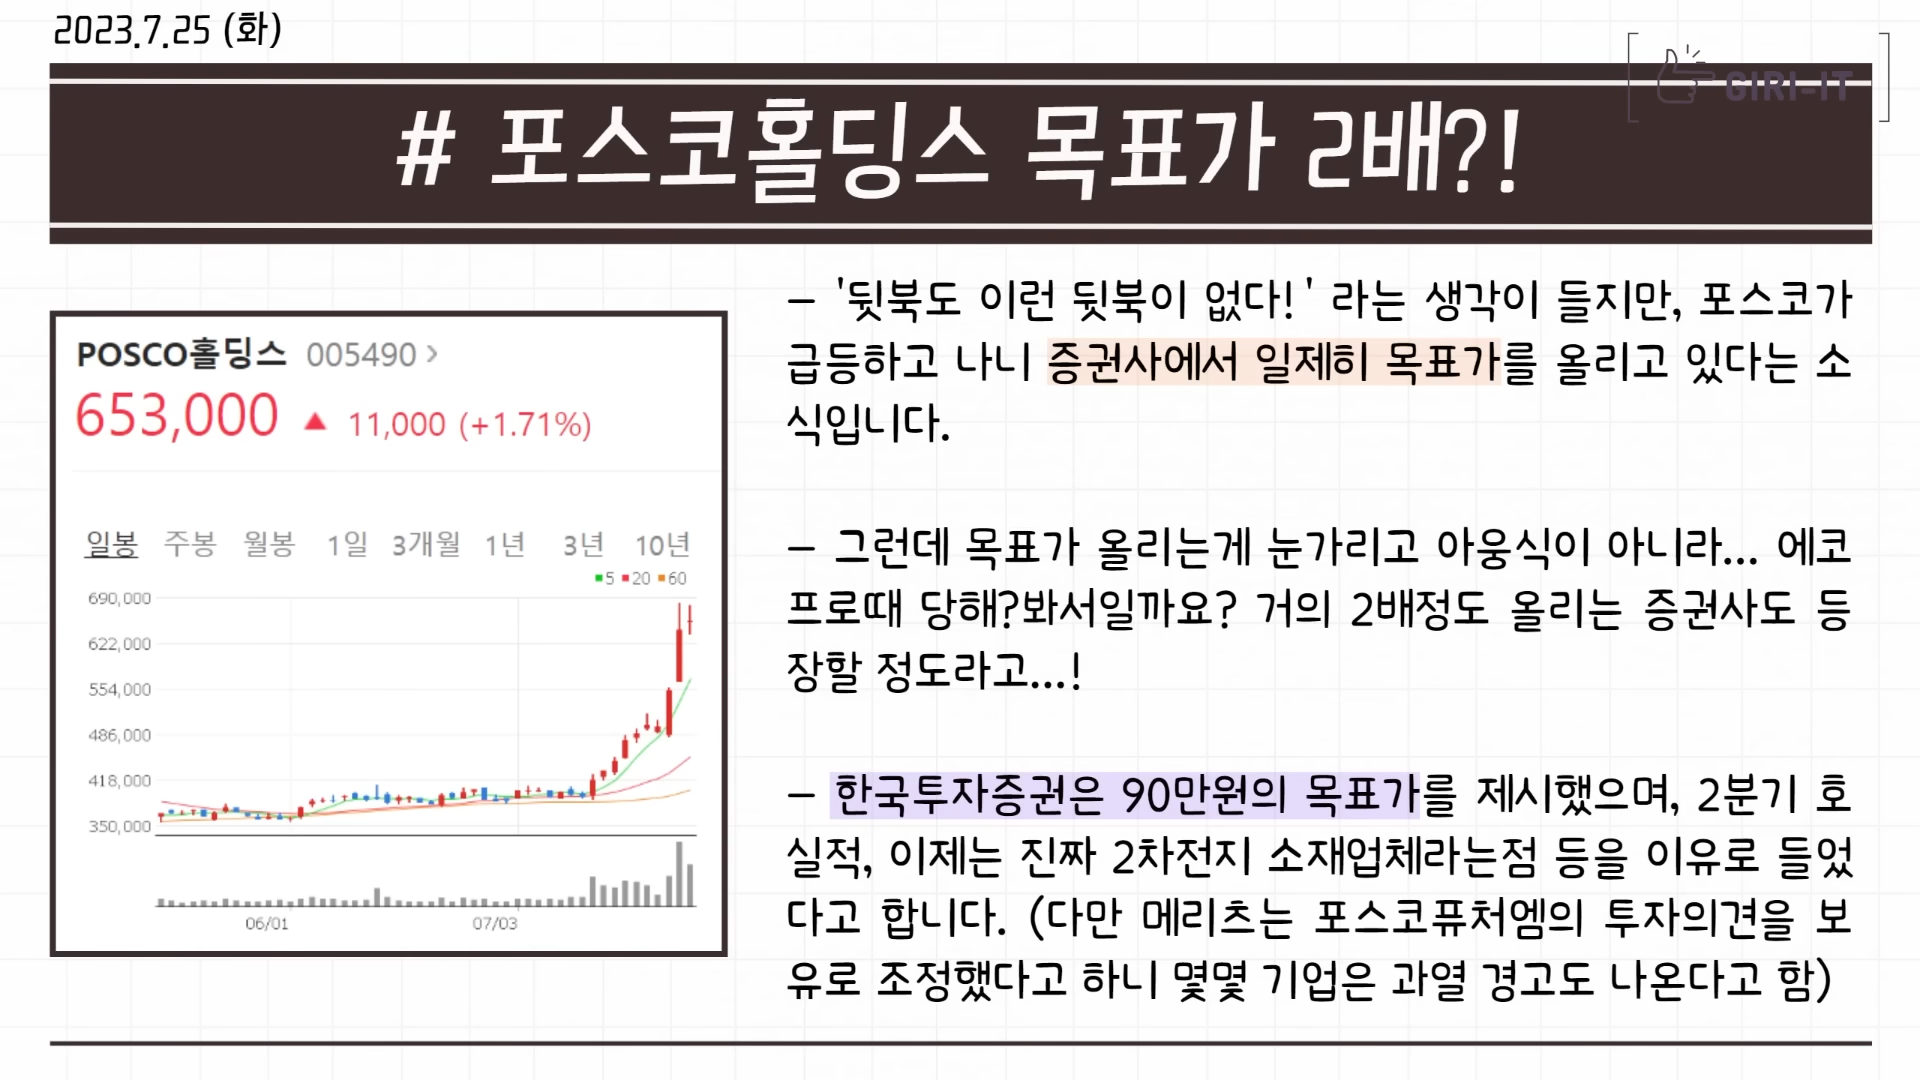 2023.7.25 (화)
GIRI-IT
# 포스코홀딩스 목표가 2배?!
POSCO홀딩스 005490 >
653,000 ▲ 11,000 (+1.71%)
일봉 주봉 월봉 1일 3개월 1년 3년 10년
5 20 60
690,000
622,000
554,000
486,000
418,000
350,000
06/01 07/03
– '뒷북도 이런 뒷북이 없다!' 라는 생각이 들지만, 포스코가
급등하고 나니 증권사에서 일제히 목표가를 올리고 있다는 소
식입니다.
– 그런데 목표가 올리는게 눈가리고 아웅식이 아니라... 에코
프로때 당해?봐서일까요? 거의 2배정도 올리는 증권사도 등
장할 정도라고...!
– 한국투자증권은 90만원의 목표가를 제시했으며, 2분기 호
실적, 이제는 진짜 2차전지 소재업체라는점 등을 이유로 들었
다고 합니다. (다만 메리츠는 포스코퓨처엠의 투자의견을 보
유로 조정했다고 하니 몇몇 기업은 과열 경고도 나온다고 함)